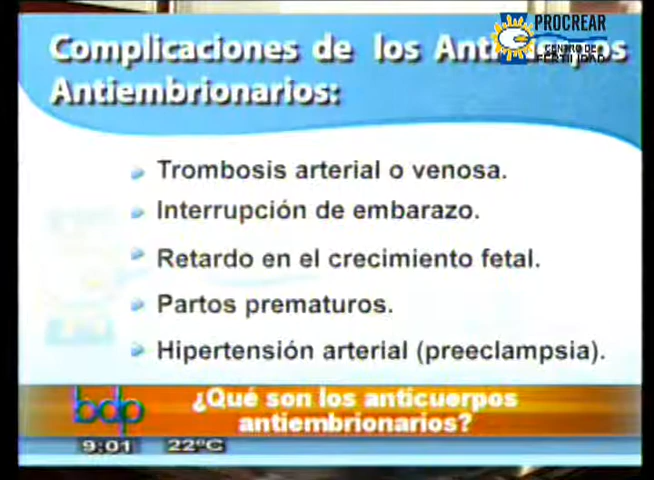 PROCREAR
CENTRO DE
FERTILIDAD
Complicaciones de los Anticuerpos
Antiembrionarios:
Trombosis arterial o venosa.
Interrupción de embarazo.
Retardo en el crecimiento fetal.
Partos prematuros.
Hipertensión arterial (preeclampsia).
bdp
¿Qué son los anticuerpos
antiembrionarios?
9:01 22ºC